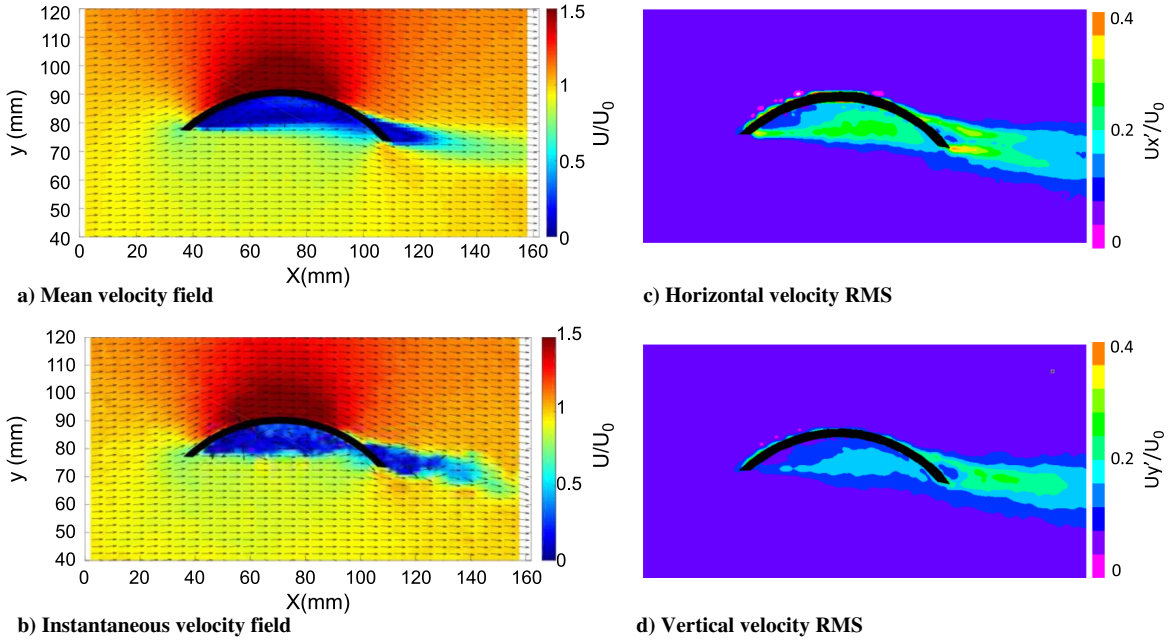 120
110
100
90
80
70
60
50
40
y (mm)
0 20 40 60 80 100 120 140 160
X(mm)
1.5
1
0.5
0
U/U0
a) Mean velocity field
0.4
0.2
0
Ux'/U0
c) Horizontal velocity RMS
120
110
100
90
80
70
60
50
40
y (mm)
0 20 40 60 80 100 120 140 160
X(mm)
1.5
1
0.5
0
U/U0
b) Instantaneous velocity field
0.4
0.2
0
Uy'/U0
d) Vertical velocity RMS